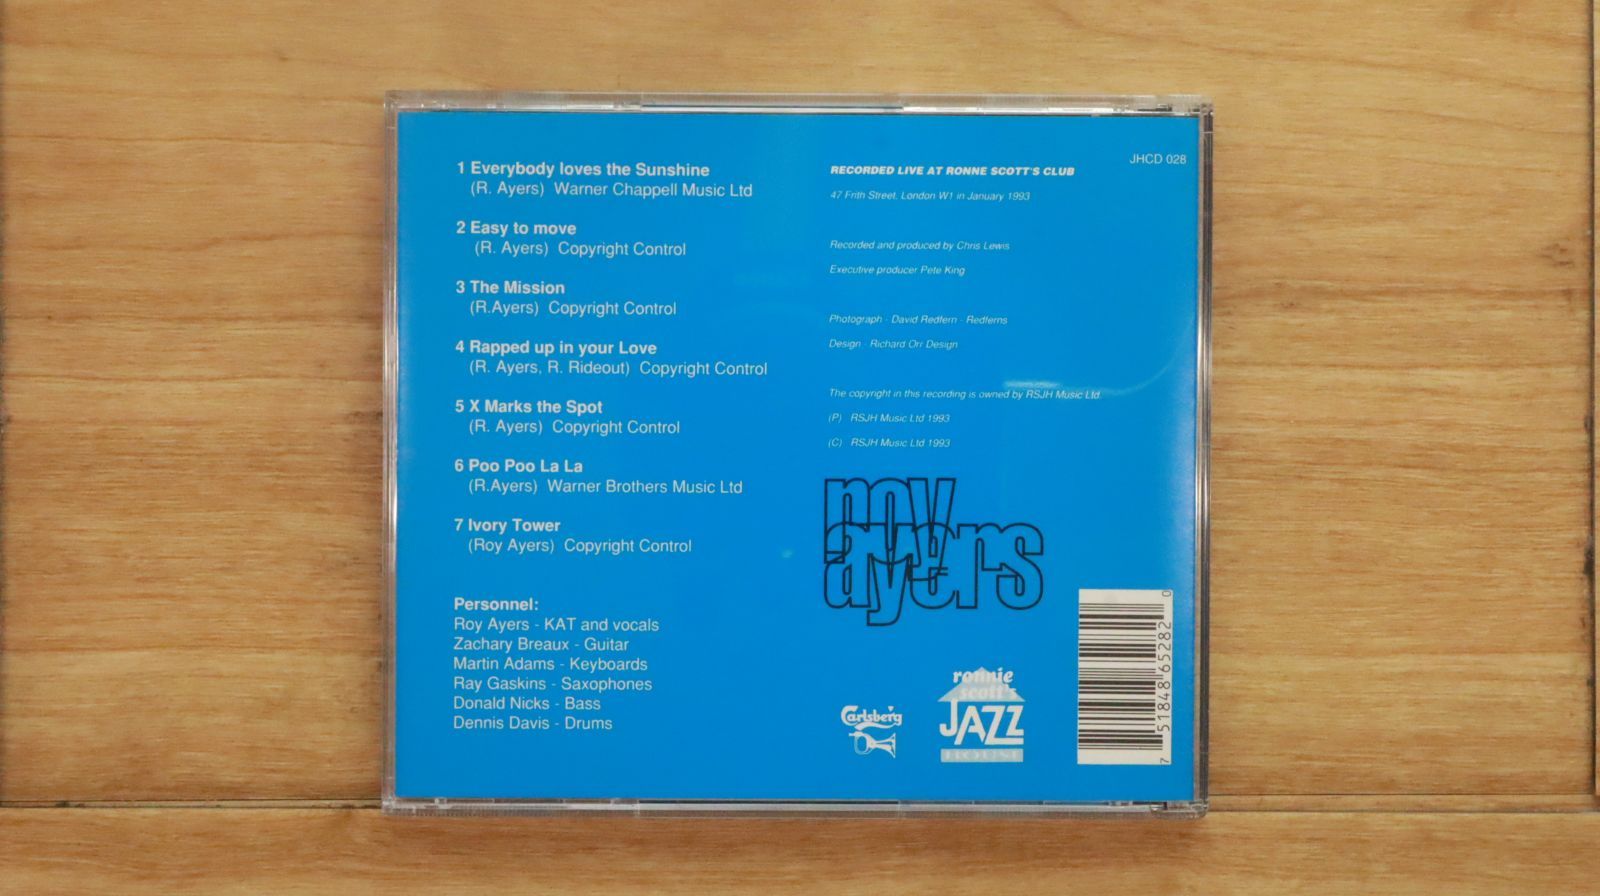 1 Everybody loves the Sunshine
(R. Ayers) Warner Chappell Music Ltd
2 Easy to move
(R. Ayers) Copyright Control
3 The Mission
(R.Ayers) Copyright Control
4 Rapped up in your Love
(R. Ayers, R. Rideout) Copyright Control
5 X Marks the Spot
(R. Ayers) Copyright Control
6 Poo Poo La La
(R.Ayers) Warner Brothers Music Ltd
7 Ivory Tower
(Roy Ayers) Copyright Control
Personnel:
Roy Ayers - KAT and vocals
Zachary Breaux - Guitar
Martin Adams - Keyboards
Ray Gaskins - Saxophones
Donald Nicks - Bass
Dennis Davis - Drums
JHCD 028
RECORDED LIVE AT RONNE SCOTT'S CLUB
47 Frith Street, London W1 in January 1993
Recorded and produced by Chris Lewis
Executive producer Pete King
Photograph - David Redfern - Redferns
Design - Richard Orr Design
The copyright in this recording is owned by RSJH Music Ltd.
(P) RSJH Music Ltd 1993
(C) RSJH Music Ltd 1993
roy
ayers
Carlsberg
ronnie
scott's
JAZZ
HOUSE
7 51848 65282 0